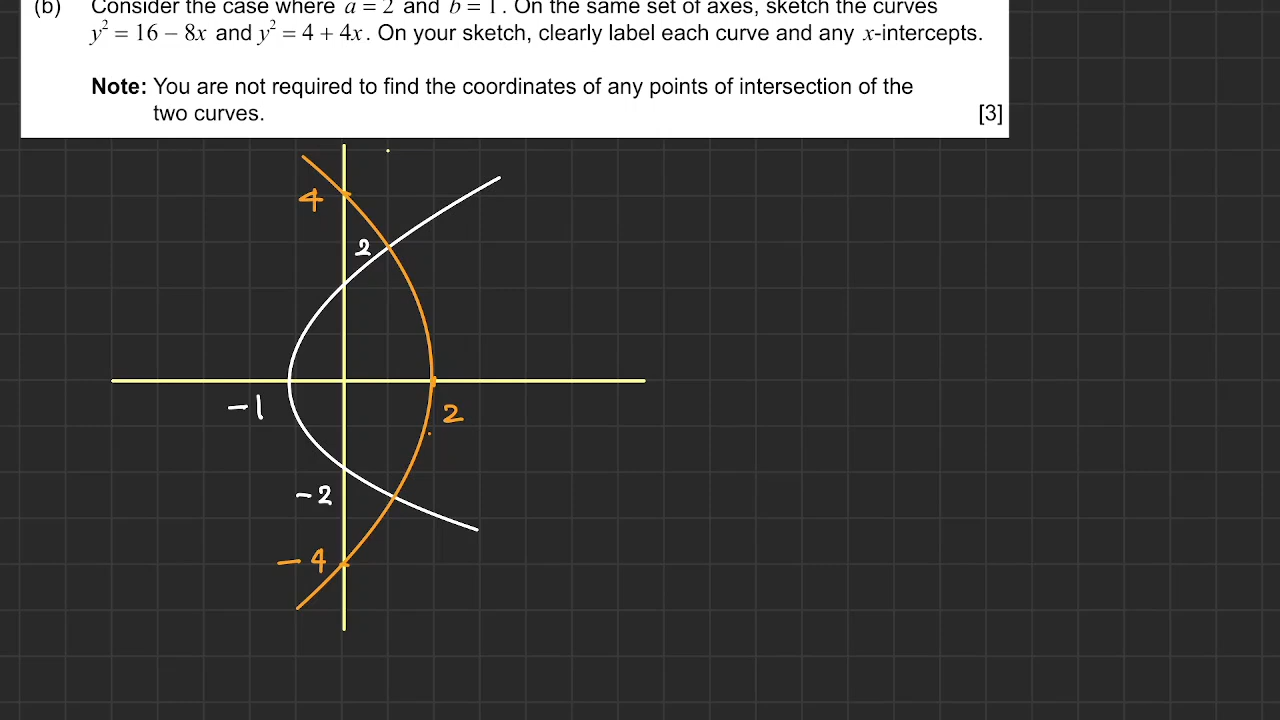 (b) Consider the case where a = 2 and b = 1. On the same set of axes, sketch the curves
y² = 16 − 8x and y² = 4 + 4x. On your sketch, clearly label each curve and any x-intercepts.
Note: You are not required to find the coordinates of any points of intersection of the
two curves.
[3]
4
2
−1
2
−2
−4